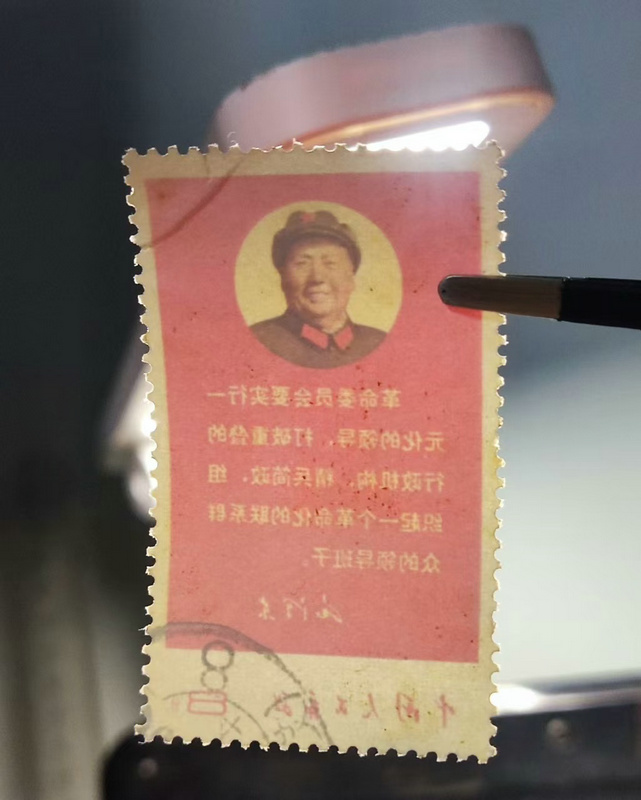 革命委员会要实行一
元化的领导，打破重叠的
行政机构，精兵简政，组
织起一个革命化的联系群
众的领导班子。
毛泽东
中国人民邮政